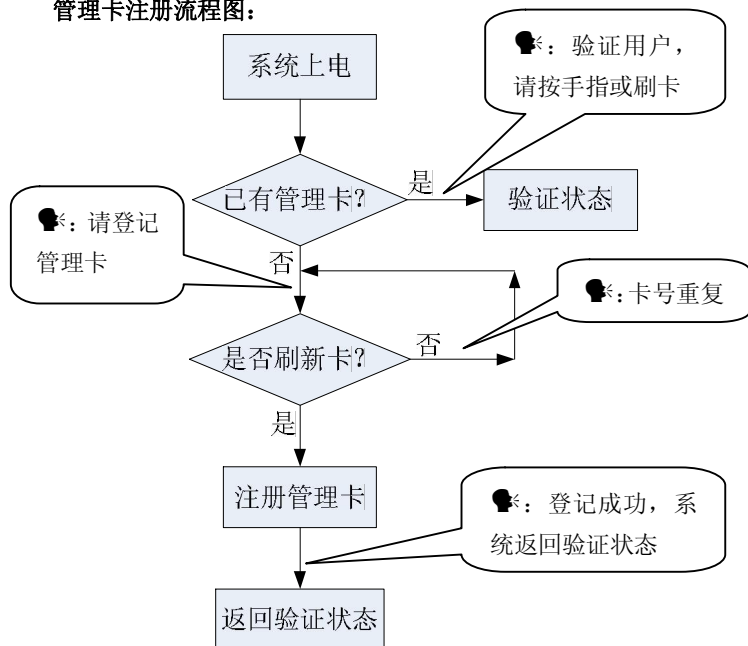 管理卡注册流程图：
系统上电
：验证用户，
请按手指或刷卡
已有管理卡?
是
验证状态
：请登记
管理卡
否
：卡号重复
是否刷新卡?
否
是
注册管理卡
：登记成功，系
统返回验证状态
返回验证状态